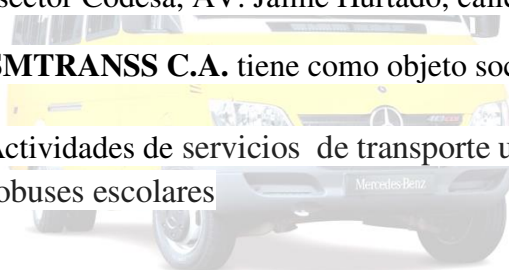 sector Codesa, AV. Jaime Hurtado, calle
SMTRANSS C.A. tiene como objeto soc
Actividades de servicios de transporte u
obuses escolares
Mercedes-Benz